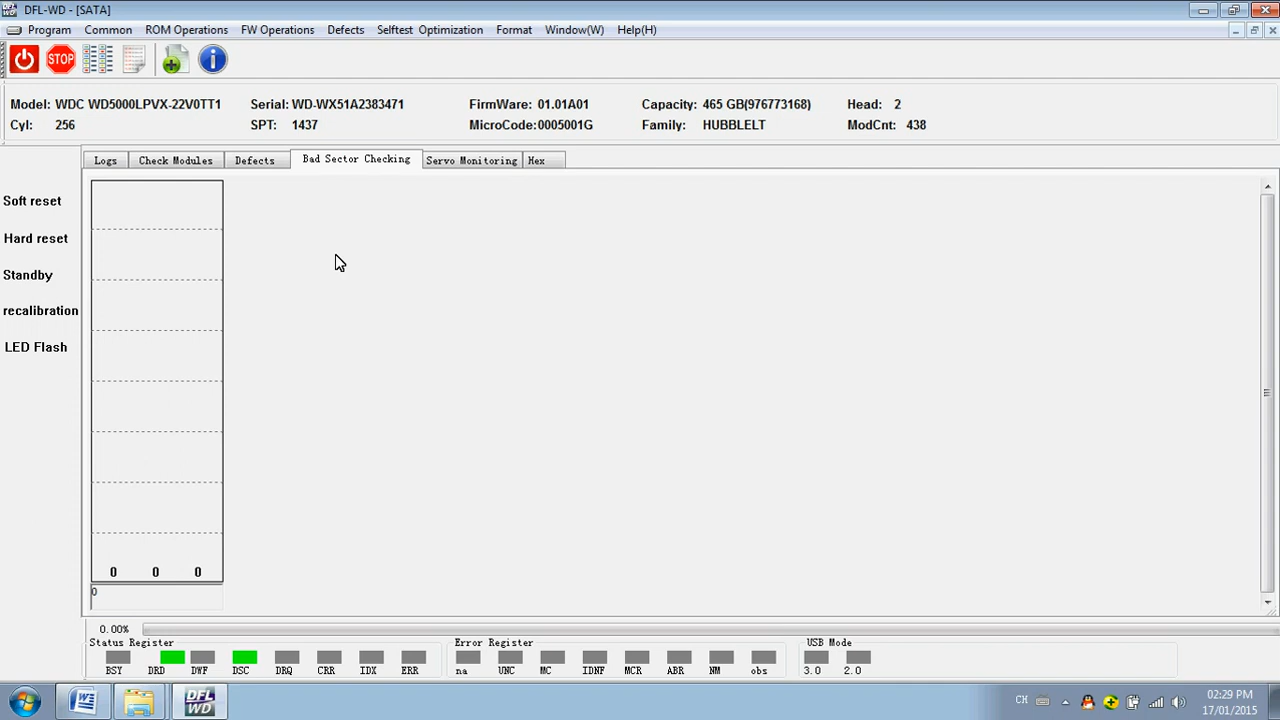 DFL-WD - [SATA]
Program Common ROM Operations FW Operations Defects Selftest Optimization Format Window(W) Help(H)
STOP
Model: WDC WD5000LPVX-22V0TT1 Serial: WD-WX51A2383471 FirmWare: 01.01A01 Capacity: 465 GB(976773168) Head: 2
Cyl: 256 SPT: 1437 MicroCode:0005001G Family: HUBBLELT ModCnt: 438
Logs Check Modules Defects Bad Sector Checking Servo Monitoring Hex
Soft reset
Hard reset
Standby
recalibration
LED Flash
0 0 0
0
0.00%
Status Register Error Register USB Mode
BSY DRD DWF DSC DRQ CRR IDX ERR na UNC MC IDNF MCR ABR NM obs 3.0 2.0
DFL WD
CH
02:29 PM
17/01/2015